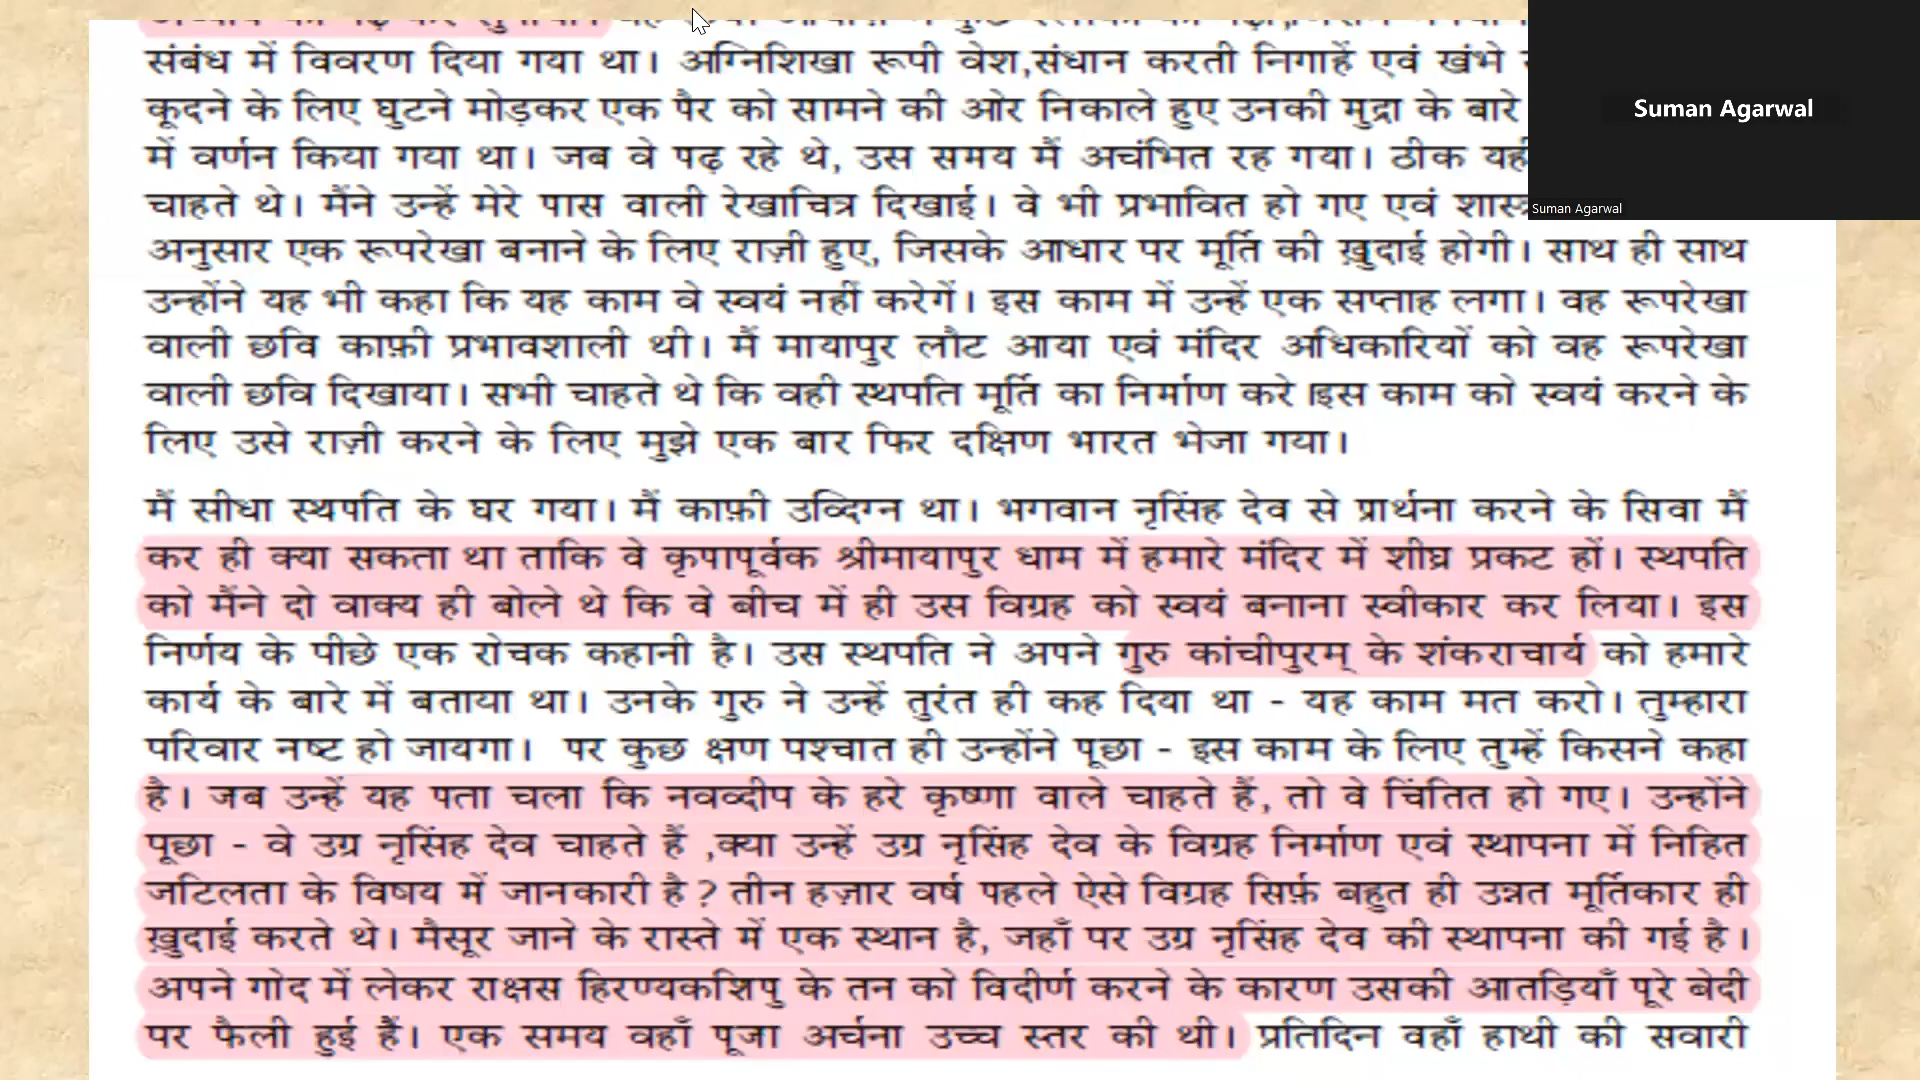 संबंध में विवरण दिया गया था। अग्निशिखा रूपी वेश,संधान करती निगाहें एवं खंभे
कूदने के लिए घुटने मोड़कर एक पैर को सामने की ओर निकाले हुए उनकी मुद्रा के बारे
में वर्णन किया गया था। जब वे पढ़ रहे थे, उस समय मैं अचंभित रह गया। ठीक यही
चाहते थे। मैंने उन्हें मेरे पास वाली रेखाचित्र दिखाई। वे भी प्रभावित हो गए एवं
अनुसार एक रूपरेखा बनाने के लिए राज़ी हुए, जिसके आधार पर मूर्ति की ख़ुदाई होगी। साथ ही साथ
उन्होंने यह भी कहा कि यह काम वे स्वयं नहीं करेगें। इस काम में उन्हें एक सप्ताह लगा। वह रूपरेखा
वाली छवि काफ़ी प्रभावशाली थी। मैं मायापुर लौट आया एवं मंदिर अधिकारियों को वह रूपरेखा
वाली छवि दिखाया। सभी चाहते थे कि वही स्थपति मूर्ति का निर्माण करे।इस काम को स्वयं करने के
लिए उसे राज़ी करने के लिए मुझे एक बार फिर दक्षिण भारत भेजा गया।
मैं सीधा स्थपति के घर गया। मैं काफ़ी उव्दिग्न था। भगवान नृसिंह देव से प्रार्थना करने के सिवा मैं
कर ही क्या सकता था ताकि वे कृपापूर्वक श्रीमायापुर धाम में हमारे मंदिर में शीघ्र प्रकट हों। स्थपति
को मैंने दो वाक्य ही बोले थे कि वे बीच में ही उस विग्रह को स्वयं बनाना स्वीकार कर लिया। इस
निर्णय के पीछे एक रोचक कहानी है। उस स्थपति ने अपने गुरु कांचीपुरम् के शंकराचार्य को हमारे
कार्य के बारे में बताया था। उनके गुरु ने उन्हें तुरंत ही कह दिया था - यह काम मत करो। तुम्हारा
परिवार नष्ट हो जायगा। पर कुछ क्षण पश्चात ही उन्होंने पूछा - इस काम के लिए तुम्हें किसने कहा
है। जब उन्हें यह पता चला कि नवव्दीप के हरे कृष्णा वाले चाहते हैं, तो वे चिंतित हो गए। उन्होंने
पूछा - वे उग्र नृसिंह देव चाहते हैं ,क्या उन्हें उग्र नृसिंह देव के विग्रह निर्माण एवं स्थापना में निहित
जटिलता के विषय में जानकारी है ? तीन हज़ार वर्ष पहले ऐसे विग्रह सिर्फ़ बहुत ही उन्नत मूर्तिकार ही
ख़ुदाई करते थे। मैसूर जाने के रास्ते में एक स्थान है, जहाँ पर उग्र नृसिंह देव की स्थापना की गई है।
अपने गोद में लेकर राक्षस हिरण्यकशिपु के तन को विदीर्ण करने के कारण उसकी आतड़ियाँ पूरे बेदी
पर फैली हुई हैं। एक समय वहाँ पूजा अर्चना उच्च स्तर की थी। प्रतिदिन वहाँ हाथी की सवारी
Suman Agarwal
Suman Agarwal